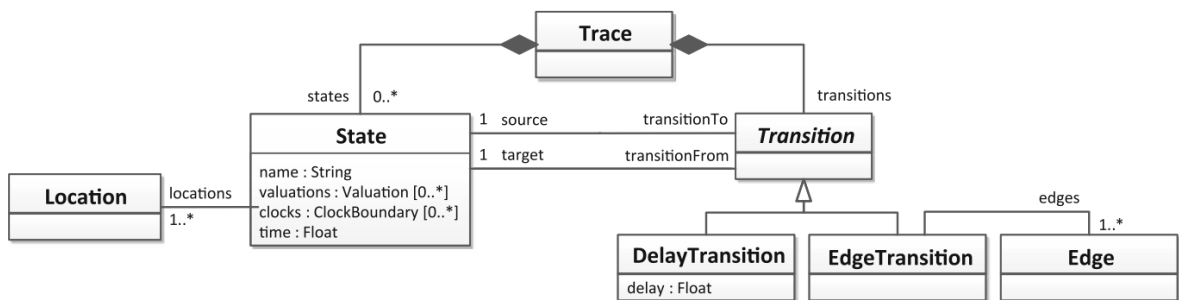 Trace
states
0..*
transitions
State
name : String
valuations : Valuation [0..*]
clocks : ClockBoundary [0..*]
time : Float
1
source
transitionTo
1
target
transitionFrom
Transition
Location
locations
1..*
edges
1..*
DelayTransition
delay : Float
EdgeTransition
Edge